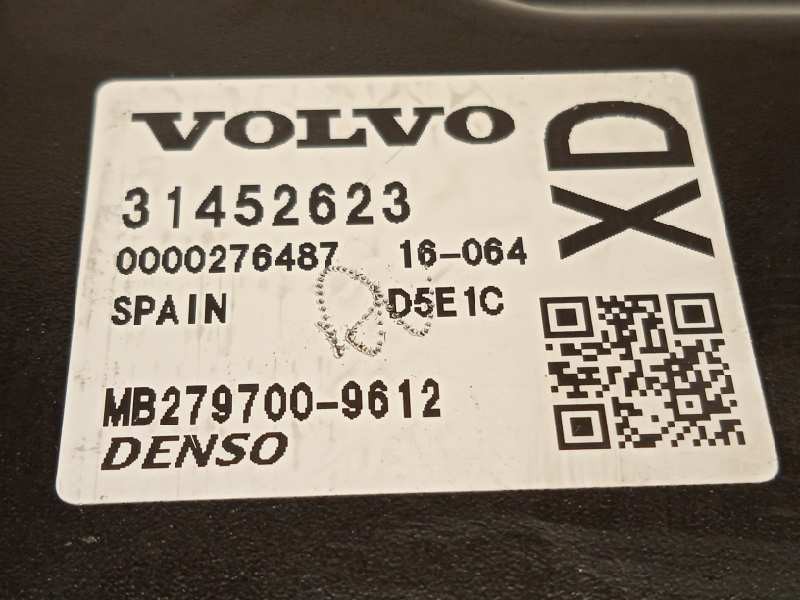 VOLVO
XD
31452623
0000276487 16-064
SPAIN D5E1C
MB279700-9612
DENSO